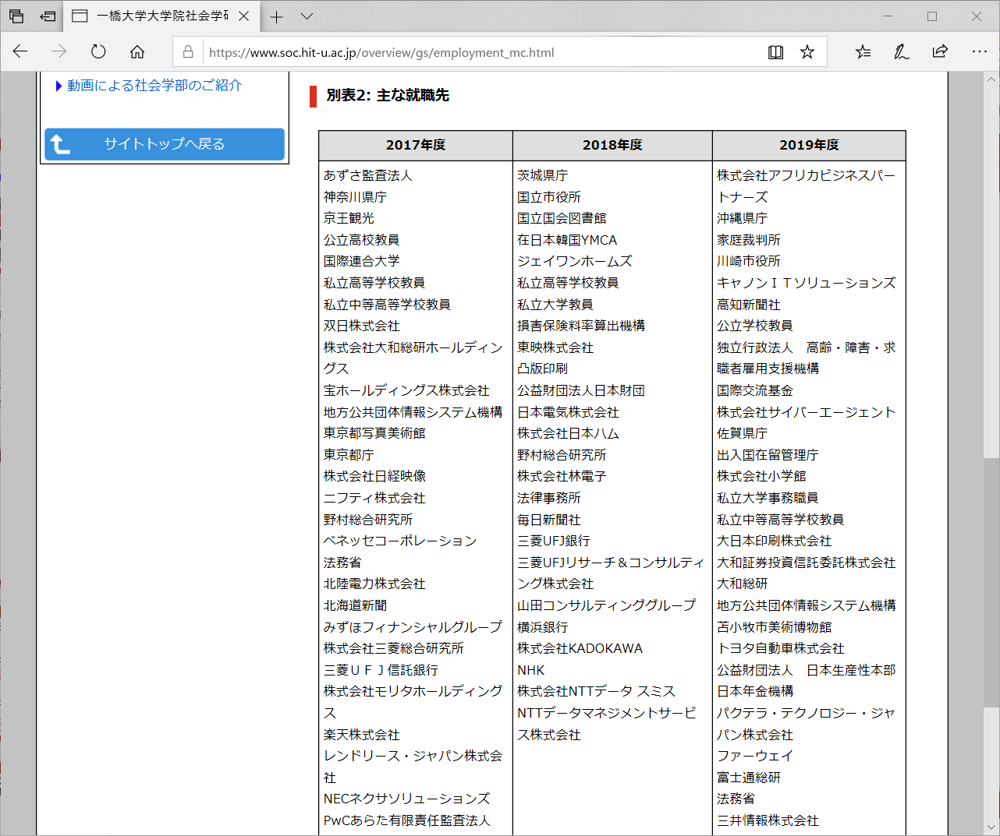 一橋大学大学院社会学研
https://www.soc.hit-u.ac.jp/overview/gs/employment_mc.html
動画による社会学部のご紹介
サイトトップへ戻る
別表2: 主な就職先
2017年度
あずさ監査法人
神奈川県庁
京王観光
公立高校教員
国際連合大学
私立高等学校教員
私立中等高等学校教員
双日株式会社
株式会社大和総研ホールディン
グス
宝ホールディングス株式会社
地方公共団体情報システム機構
東京都写真美術館
東京都庁
株式会社日経映像
ニフティ株式会社
野村総合研究所
ベネッセコーポレーション
法務省
北陸電力株式会社
北海道新聞
みずほフィナンシャルグループ
株式会社三菱総合研究所
三菱ＵＦＪ信託銀行
株式会社モリタホールディング
ス
楽天株式会社
レンドリース・ジャパン株式会
社
NECネクサソリューションズ
PwCあらた有限責任監査法人
2018年度
茨城県庁
国立市役所
国立国会図書館
在日本韓国YMCA
ジェイワンホームズ
私立高等学校教員
私立大学教員
損害保険料率算出機構
東映株式会社
凸版印刷
公益財団法人日本財団
日本電気株式会社
株式会社日本ハム
野村総合研究所
株式会社林電子
法律事務所
毎日新聞社
三菱UFJ銀行
三菱UFJリサーチ＆コンサルティ
ング株式会社
山田コンサルティンググループ
横浜銀行
株式会社KADOKAWA
NHK
株式会社NTTデータ スミス
NTTデータマネジメントサービ
ス株式会社
2019年度
株式会社アフリカビジネスパー
トナーズ
沖縄県庁
家庭裁判所
川崎市役所
キャノンＩＴソリューションズ
高知新聞社
公立学校教員
独立行政法人　高齢・障害・求
職者雇用支援機構
国際交流基金
株式会社サイバーエージェント
佐賀県庁
出入国在留管理庁
株式会社小学館
私立大学事務職員
私立中等高等学校教員
大日本印刷株式会社
大和証券投資信託委託株式会社
大和総研
地方公共団体情報システム機構
苫小牧市美術博物館
トヨタ自動車株式会社
公益財団法人　日本生産性本部
日本年金機構
パクテラ・テクノロジー・ジャ
パン株式会社
ファーウェイ
富士通総研
法務省
三井情報株式会社